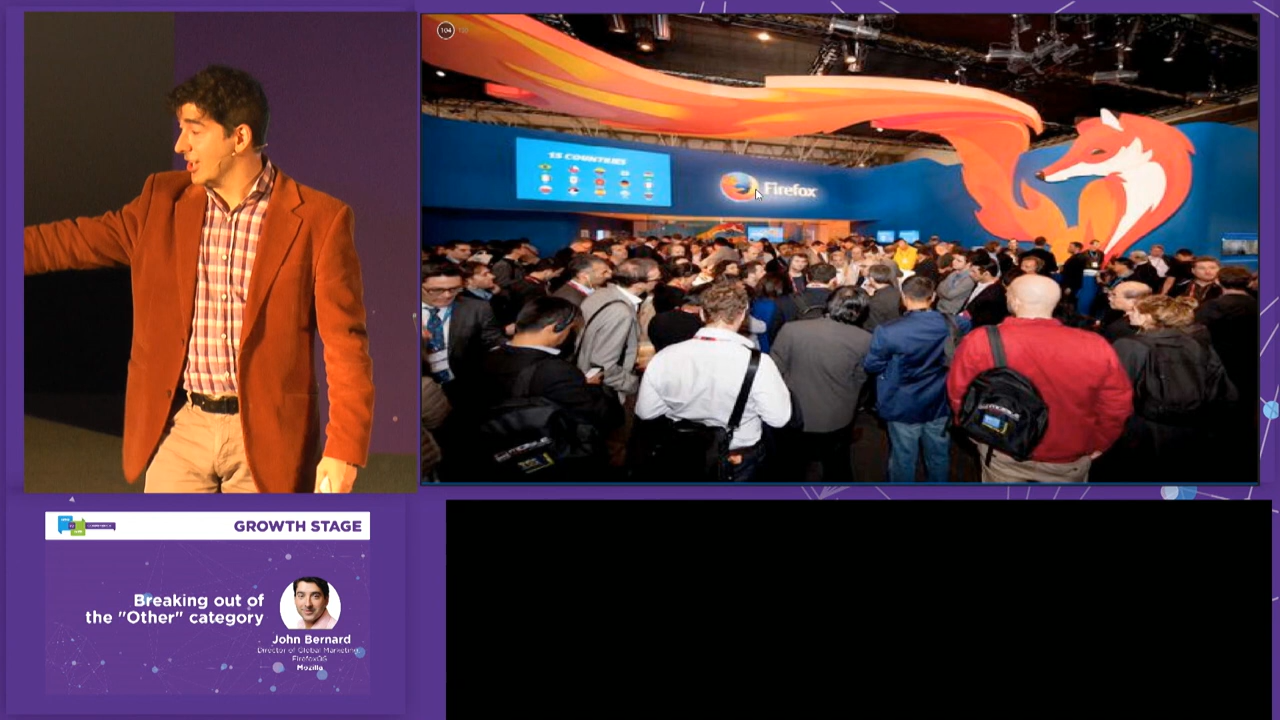 104
15 COUNTRIES
Firefox
GROWTH STAGE
Breaking out of
the "Other" category
John Bernard
Director of Global Marketing,
FirefoxOS
Mozilla